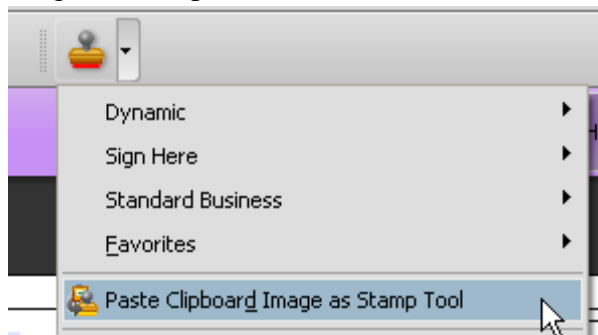 Dynamic
Sign Here
Standard Business
Favorites
Paste Clipboard Image as Stamp Tool